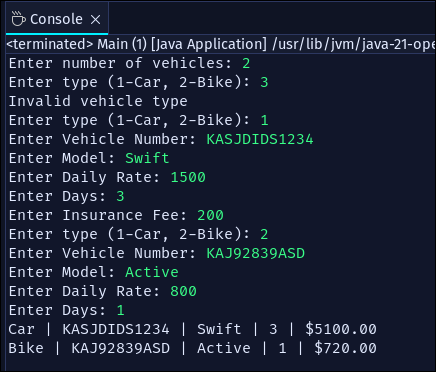 Console
<terminated> Main (1) [Java Application] /usr/lib/jvm/java-21-ope
Enter number of vehicles: 2
Enter type (1-Car, 2-Bike): 3
Invalid vehicle type
Enter type (1-Car, 2-Bike): 1
Enter Vehicle Number: KASJDIDS1234
Enter Model: Swift
Enter Daily Rate: 1500
Enter Days: 3
Enter Insurance Fee: 200
Enter type (1-Car, 2-Bike): 2
Enter Vehicle Number: KAJ92839ASD
Enter Model: Active
Enter Daily Rate: 800
Enter Days: 1
Car | KASJDIDS1234 | Swift | 3 | $5100.00
Bike | KAJ92839ASD | Active | 1 | $720.00